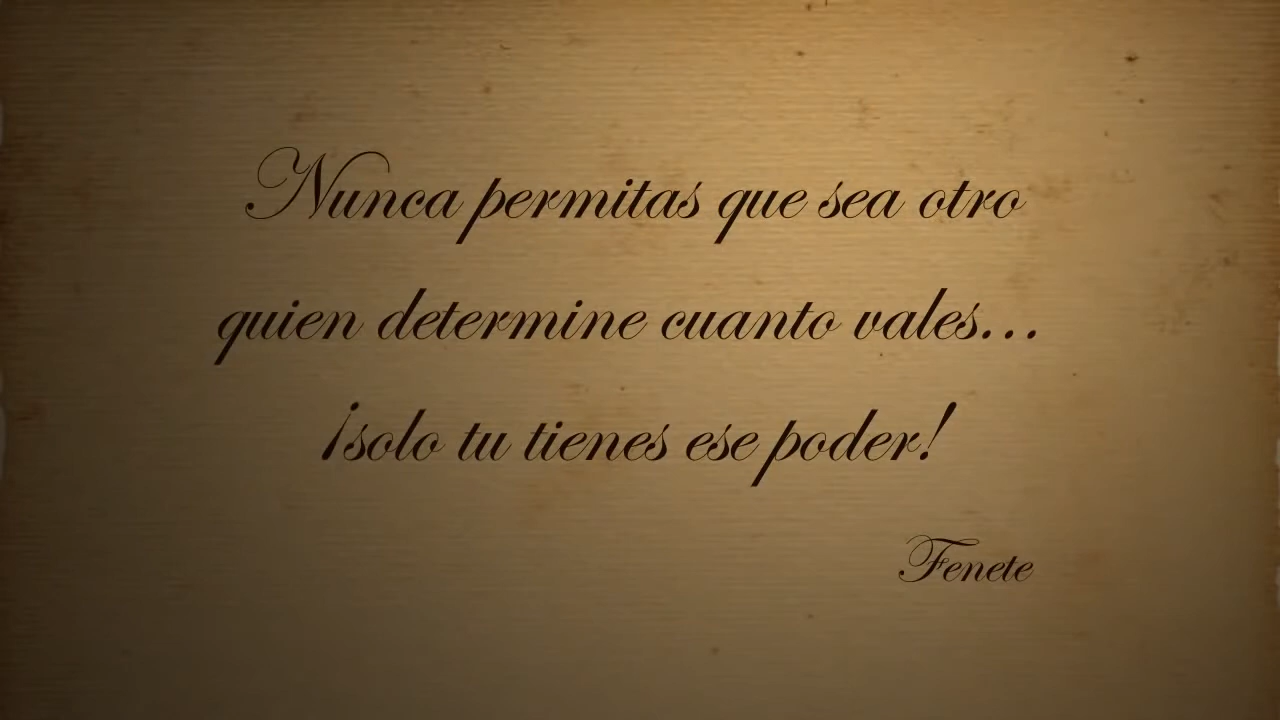 Nunca permitas que sea otro
quien determine cuanto vales...
¡solo tu tienes ese poder!
Fenete